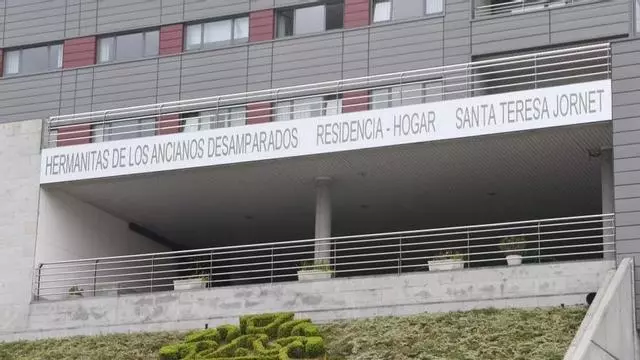 HERMANITAS DE LOS ANCIANOS DESAMPARADOS RESIDENCIA - HOGAR SANTA TERESA JORNET